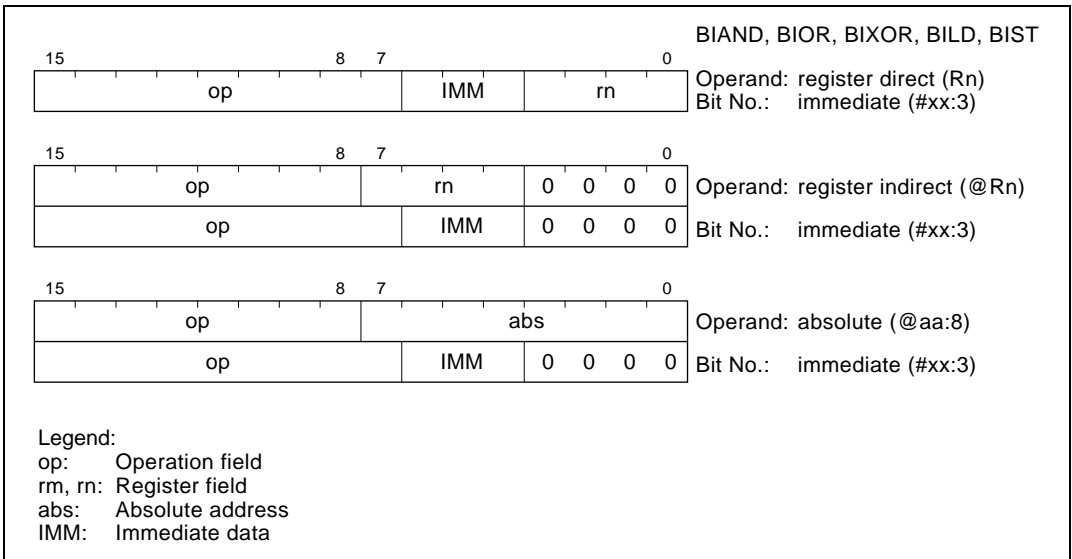 BIAND, BIOR, BIXOR, BILD, BIST
15 8 7 0
op IMM rn Operand: register direct (Rn)
Bit No.: immediate (#xx:3)
15 8 7 0
op rn 0 0 0 0 Operand: register indirect (@Rn)
op IMM 0 0 0 0 Bit No.: immediate (#xx:3)
15 8 7 0
op abs Operand: absolute (@aa:8)
op IMM 0 0 0 0 Bit No.: immediate (#xx:3)
Legend:
op: Operation field
rm, rn: Register field
abs: Absolute address
IMM: Immediate data